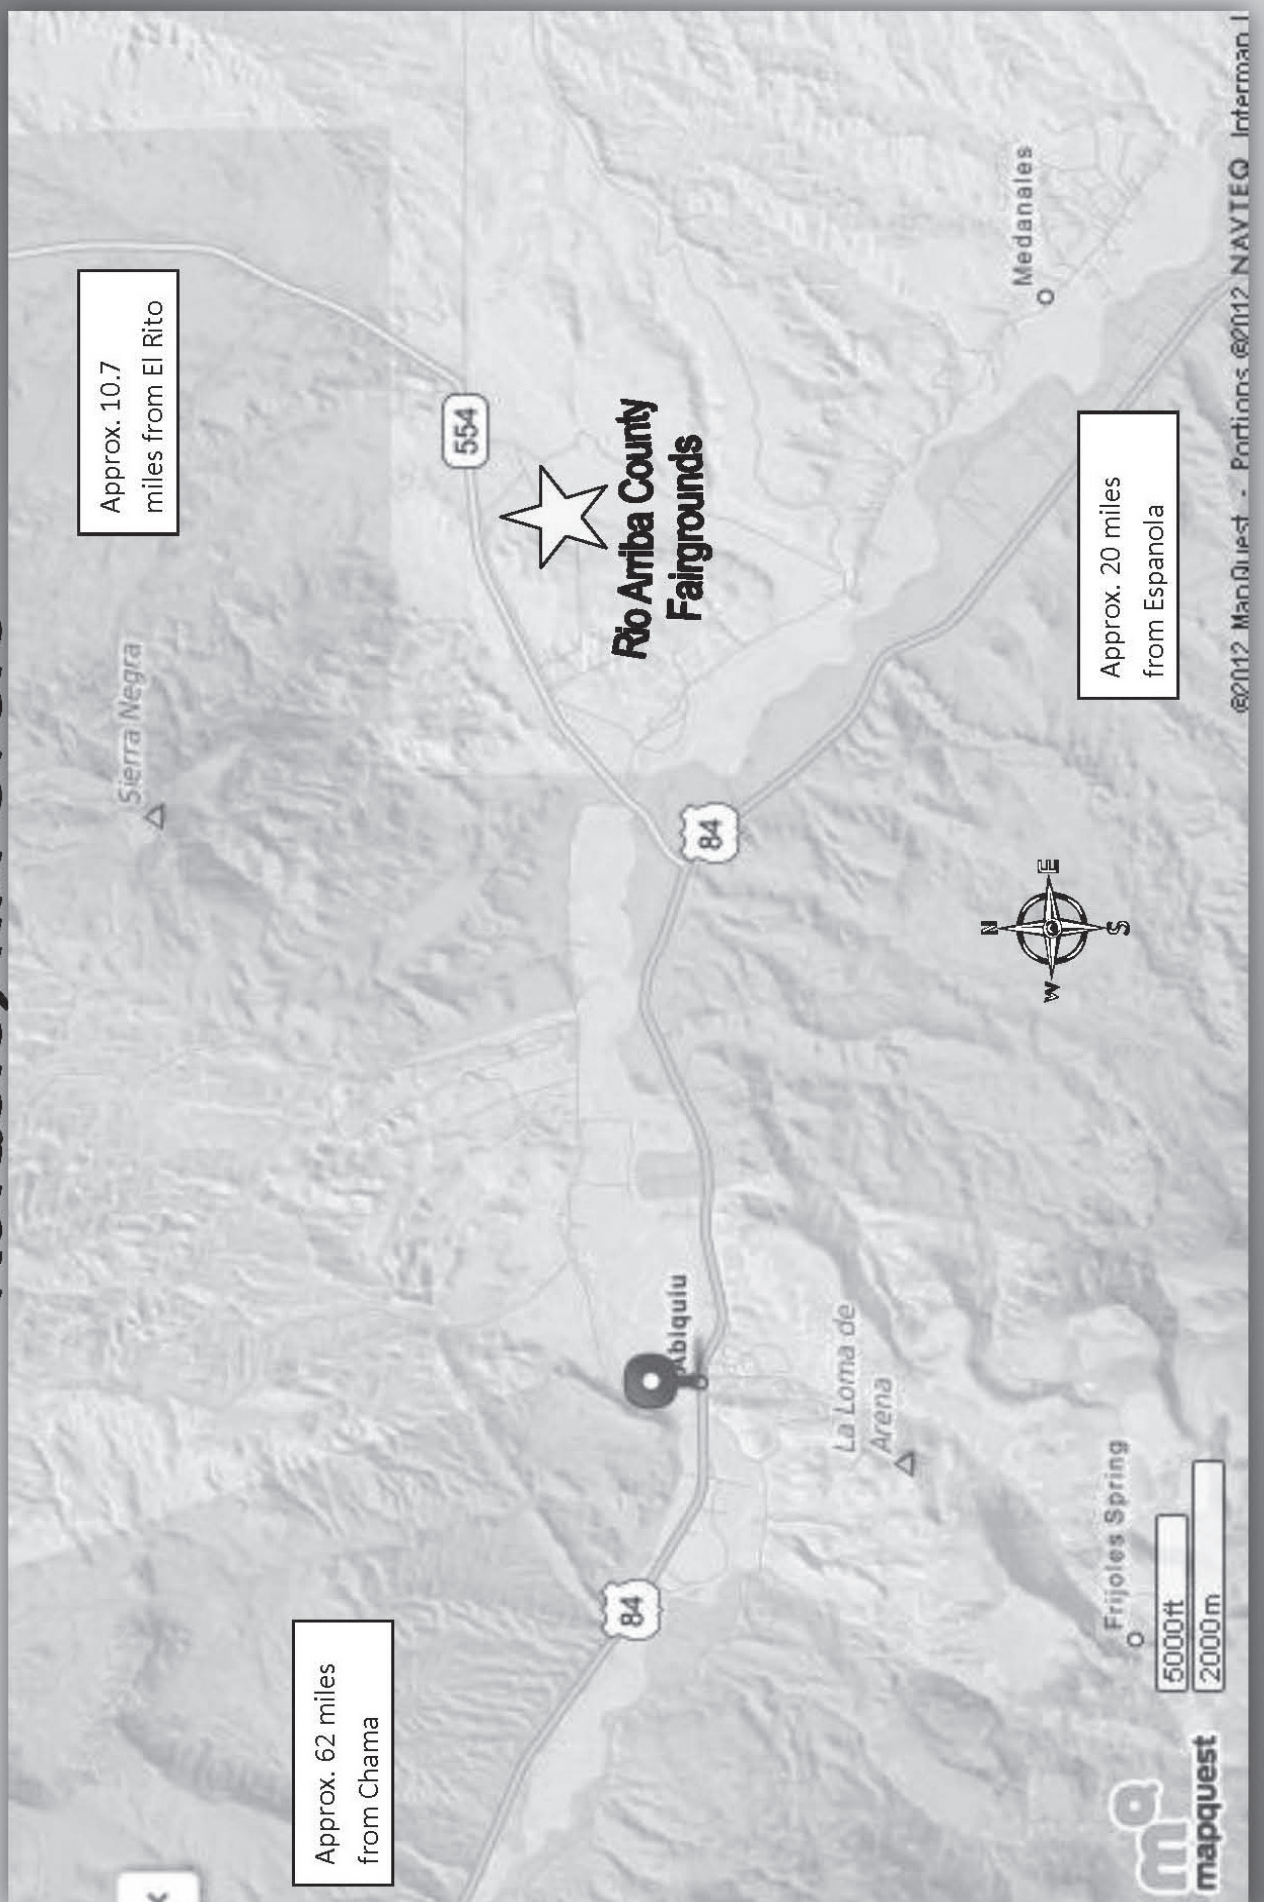 Approx. 10.7
miles from El Rito
Sierra Negra
554
Rio Arriba County
Fairgrounds
Medanales
84
Abiquiu
La Loma de
Arena
84
Approx. 62 miles
from Chama
Approx. 20 miles
from Espanola
N
W
E
S
Frijoles Spring
5000ft
2000m
mq
mapquest
©2012 MapQuest - Portions ©2012 NAVTEQ, Intermap